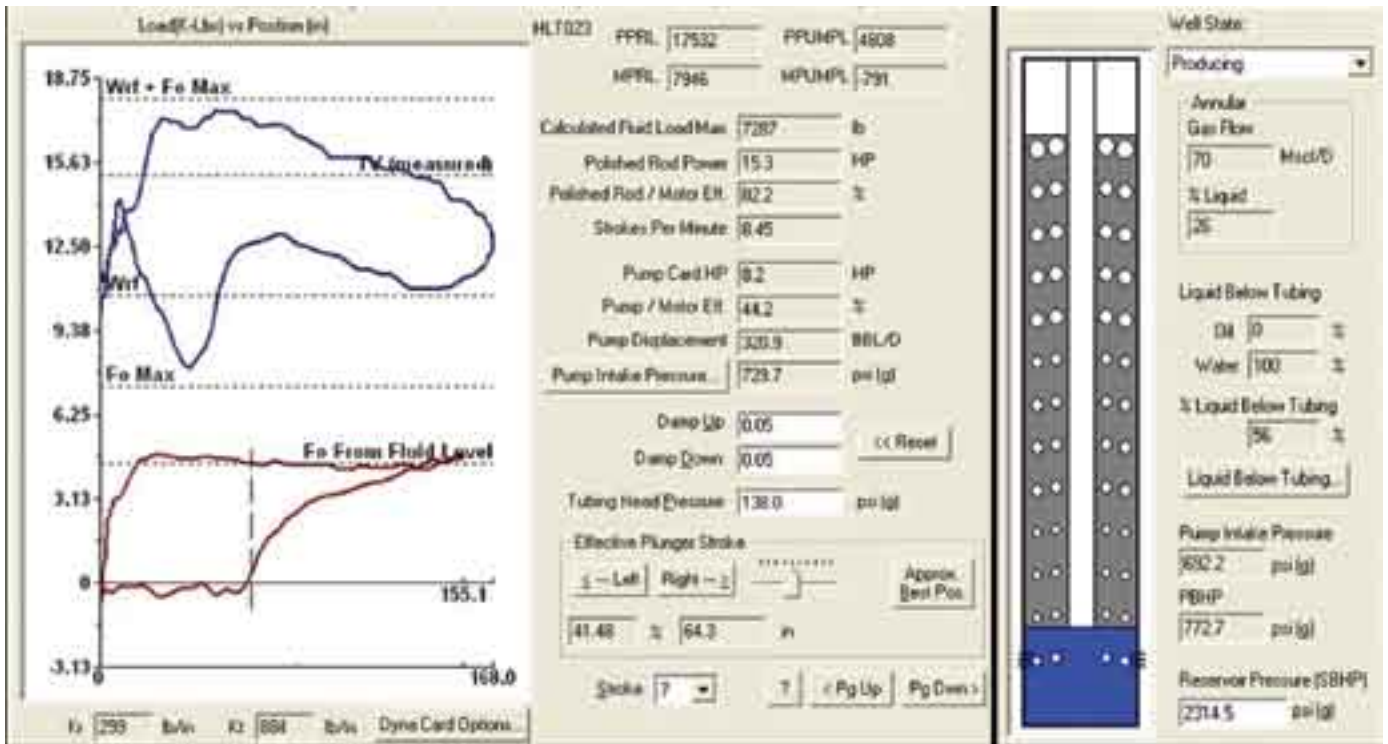 Load(K-Lbs) vs Position (in)
18.75
Wrf + Fo Max
15.63
TV (measured)
12.50
Wrf
9.38
Fo Max
6.25
Fo From Fluid Level
3.13
0
155.1
-3.13
0
168.0
Kr 293 lb/in Kt 884 lb/in Dyna Card Options...
HLT023 PPRL 17532 PPUMPL 4808
MPRL 7946 MPUMPL -791
Calculated Fluid Load Max 7287 lb
Polished Rod Power 15.3 HP
Polished Rod / Motor Eff. 82.2 %
Strokes Per Minute 8.45
Pump Card HP 8.2 HP
Pump / Motor Eff. 44.2 %
Pump Displacement 320.9 BBL/D
Pump Intake Pressure... 729.7 psi (g)
Damp Up 0.05
<< Reset
Damp Down 0.05
Tubing Head Pressure 138.0 psi (g)
Effective Plunger Stroke
< -- Left Right -- > Approx. Best Pos.
41.48 % 64.3 in
Stroke 7 ? < Pg Up Pg Down >
Well State:
Producing
Annular
Gas Flow
70 Mscf/D
% Liquid
26
Liquid Below Tubing
Oil 0 %
Water 100 %
% Liquid Below Tubing
56 %
Liquid Below Tubing...
Pump Intake Pressure
692.2 psi (g)
PBHP
772.7 psi (g)
Reservoir Pressure (SBHP)
2314.5 psi (g)